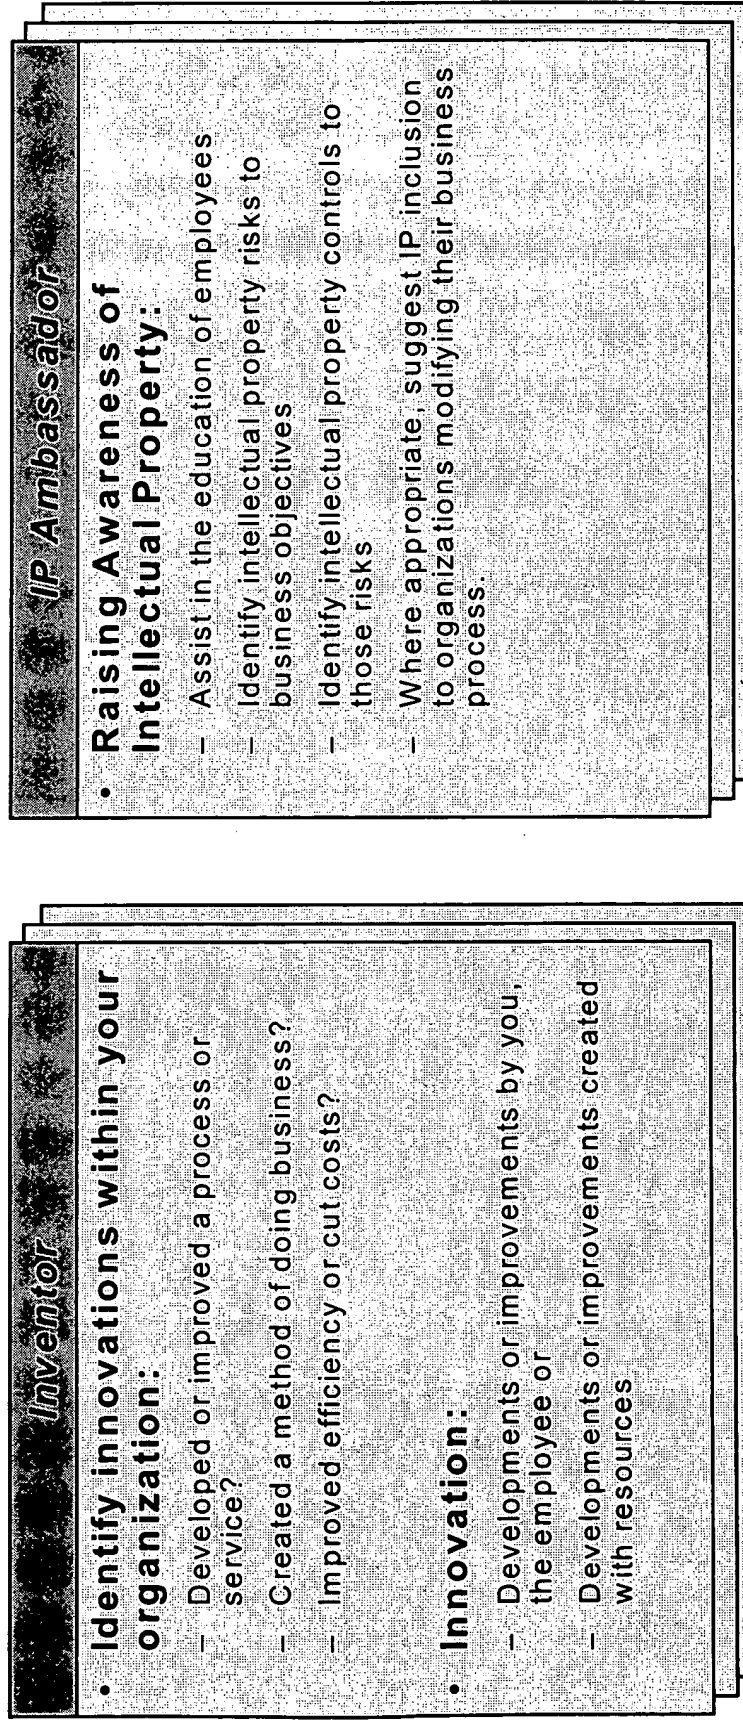 Inventor
• Identify innovations within your
organization:
– Developed or improved a process or
service?
– Created a method of doing business?
– Improved efficiency or cut costs?
• Innovation:
– Developments or improvements by you,
the employee or
– Developments or improvements created
with resources
IP Ambassador
• Raising Awareness of
Intellectual Property:
– Assist in the education of employees
– Identify intellectual property risks to
business objectives
– Identify intellectual property controls to
those risks
– Where appropriate, suggest IP inclusion
to organizations modifying their business
process.